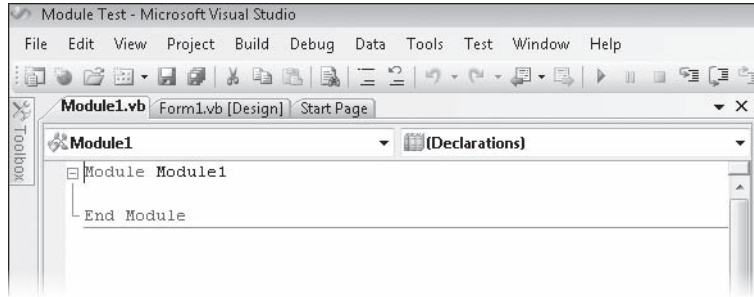 Module Test - Microsoft Visual Studio
File Edit View Project Build Debug Data Tools Test Window Help
Module1.vb Form1.vb [Design] Start Page
Toolbox
Module1 (Declarations)
Module Module1
End Module